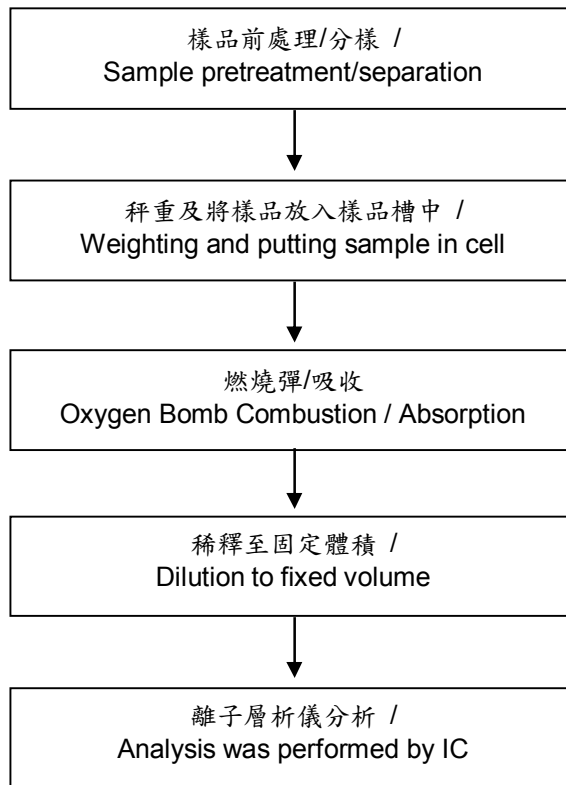 樣品前處理/分樣 /
Sample pretreatment/separation
秤重及將樣品放入樣品槽中 /
Weighting and putting sample in cell
燃燒彈/吸收
Oxygen Bomb Combustion / Absorption
稀釋至固定體積 /
Dilution to fixed volume
離子層析儀分析 /
Analysis was performed by IC